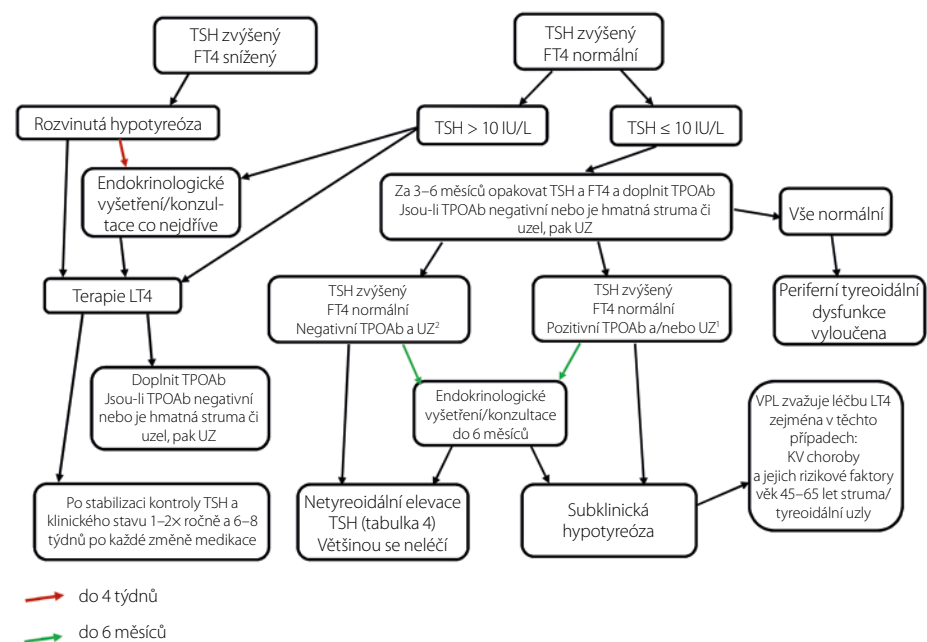 TSH zvýšený
FT4 snížený
TSH zvýšený
FT4 normální
Rozvinutá hypotyreóza
TSH > 10 IU/L
TSH ≤ 10 IU/L
Endokrinologické
vyšetření/konzul-
tace co nejdříve
Za 3–6 měsíců opakovat TSH a FT4 a doplnit TPOAb
Jsou-li TPOAb negativní nebo je hmatná struma či
uzel, pak UZ
Vše normální
Terapie LT4
TSH zvýšený
FT4 normální
Negativní TPOAb a UZ²
TSH zvýšený
FT4 normální
Pozitivní TPOAb a/nebo UZ¹
Periferní tyreoidální
dysfunkce
vyloučena
Doplnit TPOAb
Jsou-li TPOAb negativní
nebo je hmatná struma či
uzel, pak UZ
Endokrinologické
vyšetření/konzultace
do 6 měsíců
VPL zvažuje léčbu LT4
zejména v těchto
případech:
KV choroby
a jejich rizikové faktory
věk 45–65 let struma/
tyreoidální uzly
Po stabilizaci kontroly TSH a
klinického stavu 1–2× ročně a 6–8
týdnů po každé změně medikace
Netyreoidální elevace
TSH (tabulka 4)
Většinou se neléčí
Subklinická
hypotyreóza
do 4 týdnů
do 6 měsíců